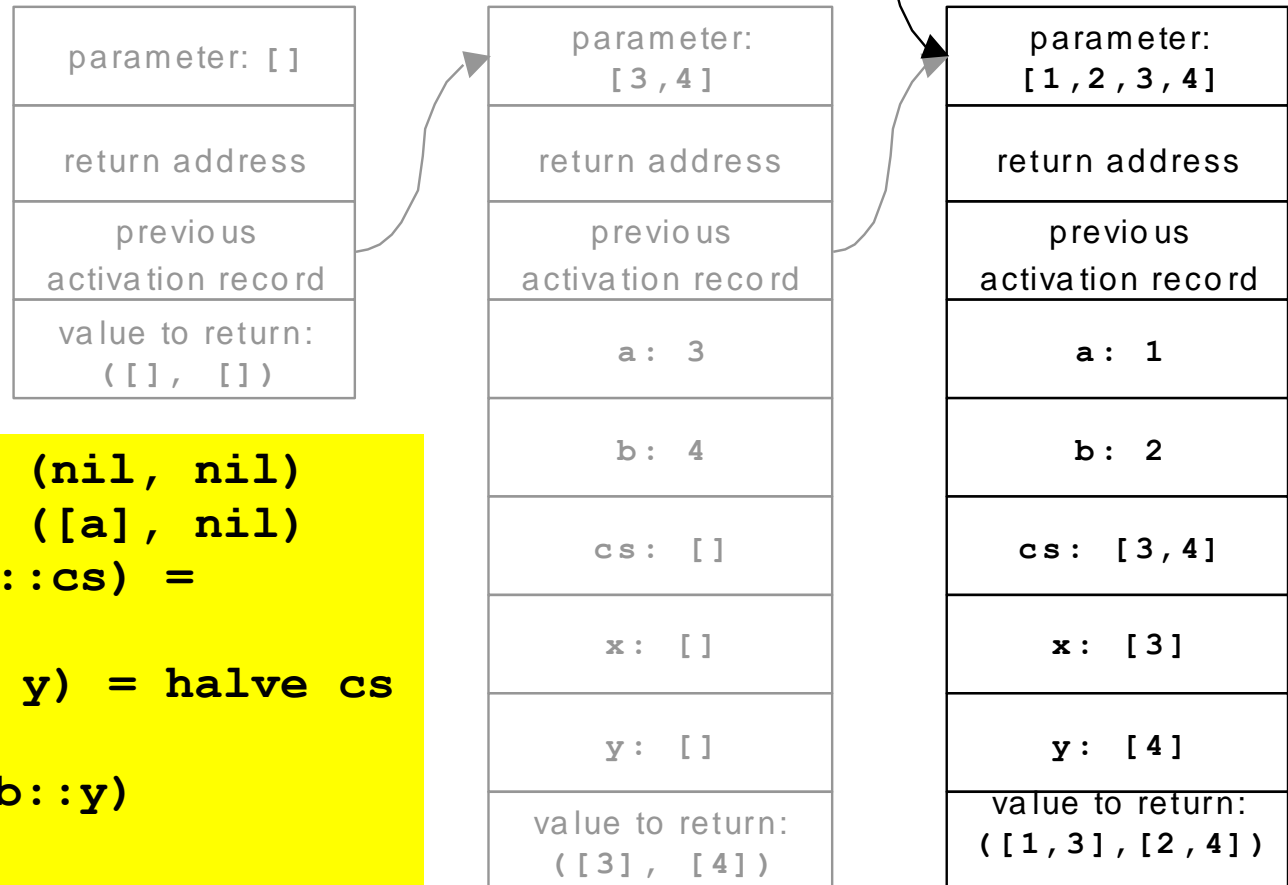 parameter: []
return address
previous
activation record
value to return:
([], [])
(nil, nil)
([a], nil)
::cs) =
y) = halve cs
b::y)
parameter:
[3,4]
return address
previous
activation record
a: 3
b: 4
cs: []
x: []
y: []
value to return:
([3], [4])
parameter:
[1,2,3,4]
return address
previous
activation record
a: 1
b: 2
cs: [3,4]
x: [3]
y: [4]
value to return:
([1,3],[2,4])